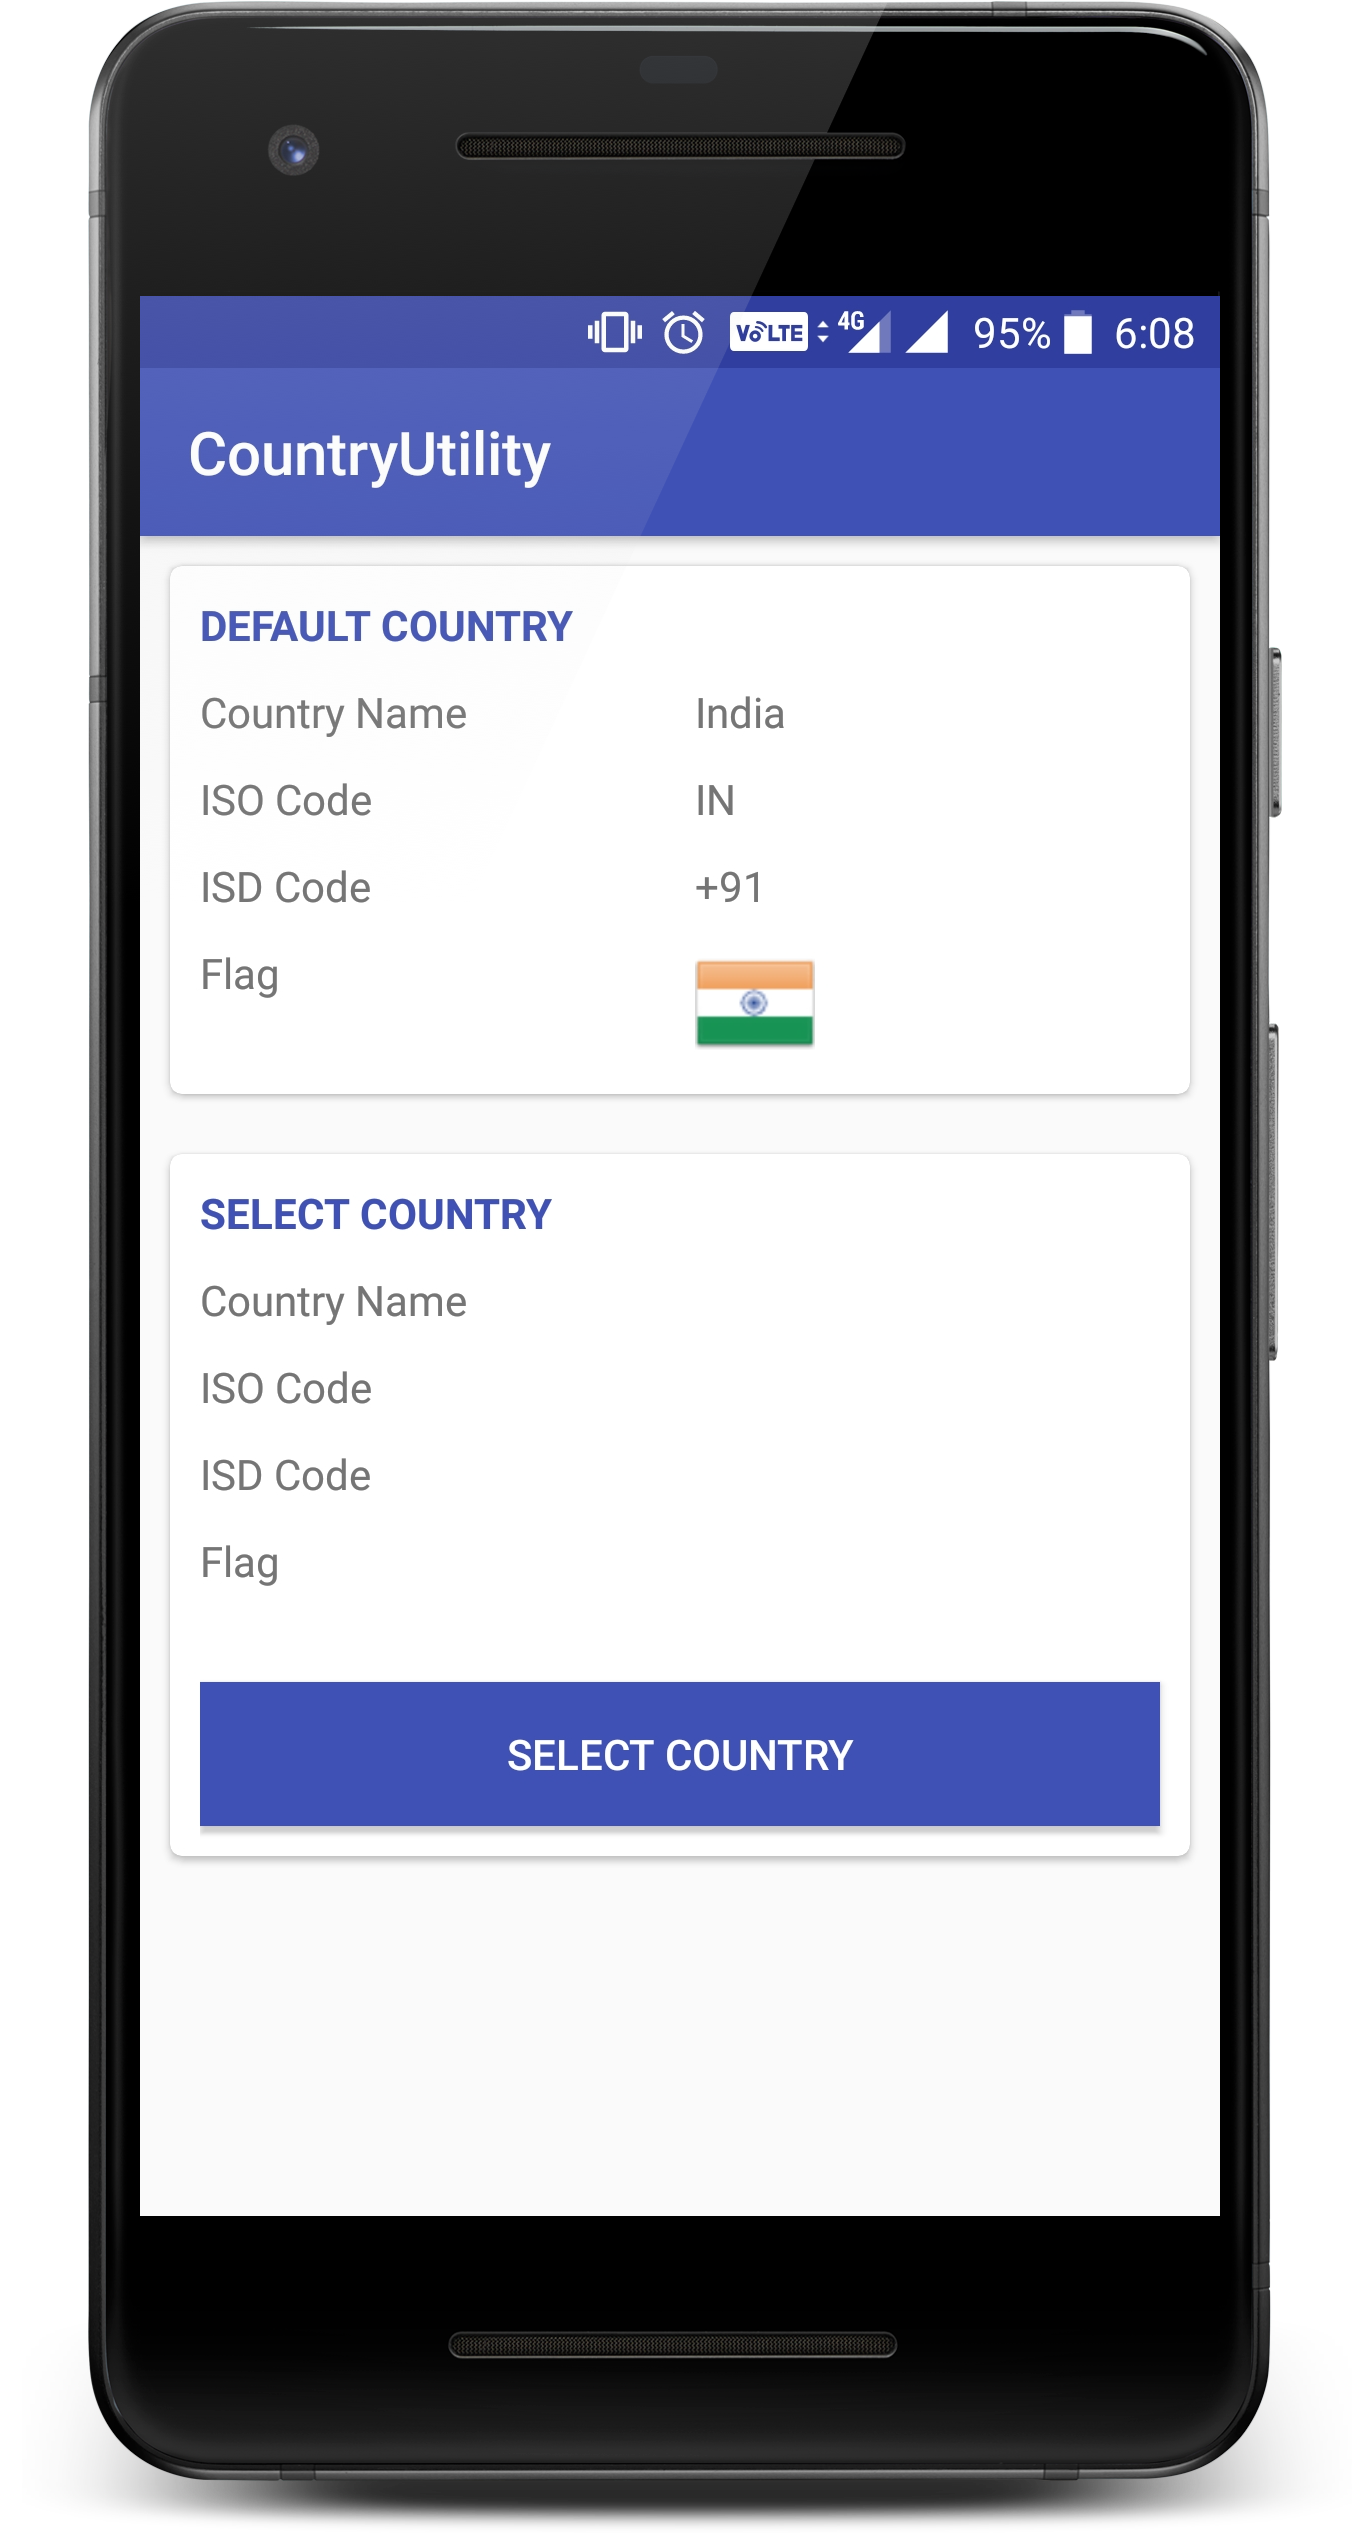 VoLTE 4G 95% 6:08
CountryUtility
DEFAULT COUNTRY
Country Name India
ISO Code IN
ISD Code +91
Flag
SELECT COUNTRY
Country Name
ISO Code
ISD Code
Flag
SELECT COUNTRY